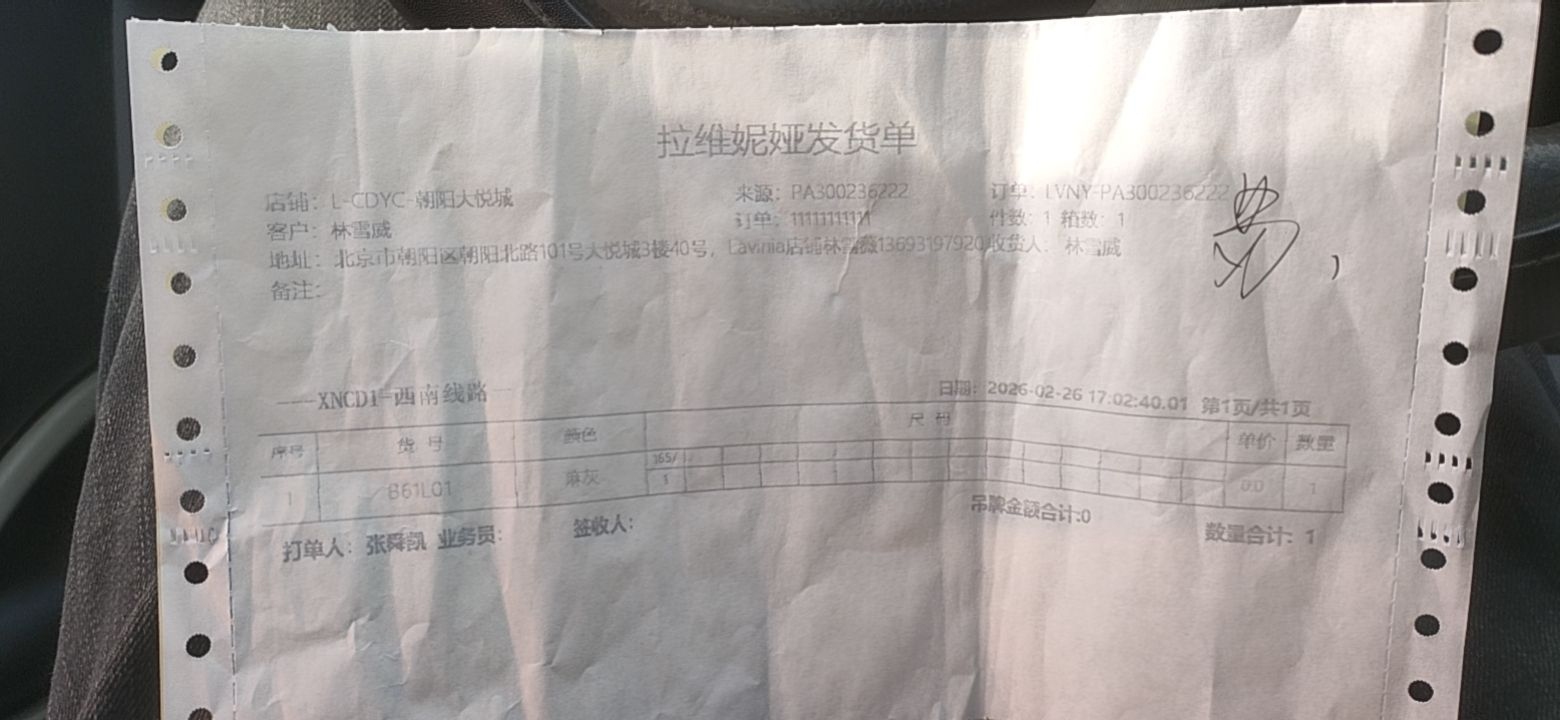 拉维妮娅发货单
店铺：L-CDYC-朝阳大悦城 来源：PA300236222 订单：LVNY-PA300236222
客户：林雪威 订单：11111111111 件数：1 箱数：1
地址：北京市朝阳区朝阳北路101号大悦城3楼40号，Lavinia店铺林雪薇13693197920 收货人：林雪威
备注：
——XNCD1-西南线路—
日期：2026-02-26 17:02:40.01 第1页/共1页
序号 货号 颜色 尺码 单价 数量
165/
1 B61L01 麻灰 1 0.0 1
吊牌金额合计:0 数量合计：1
打单人：张舜凯 业务员： 签收人：